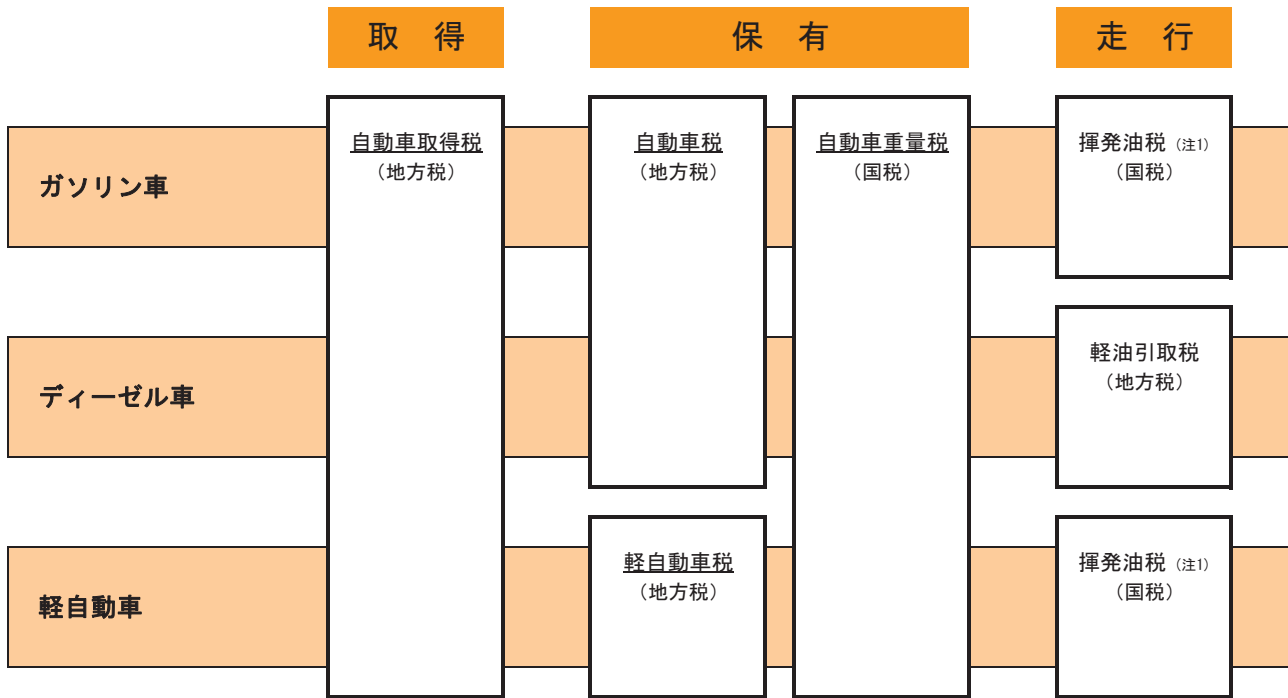 取　得
保　有
走　行
ガソリン車
自動車取得税
（地方税）
自動車税
（地方税）
自動車重量税
（国税）
揮発油税（注1）
（国税）
ディーゼル車
軽油引取税
（地方税）
軽自動車
軽自動車税
（地方税）
揮発油税（注1）
（国税）